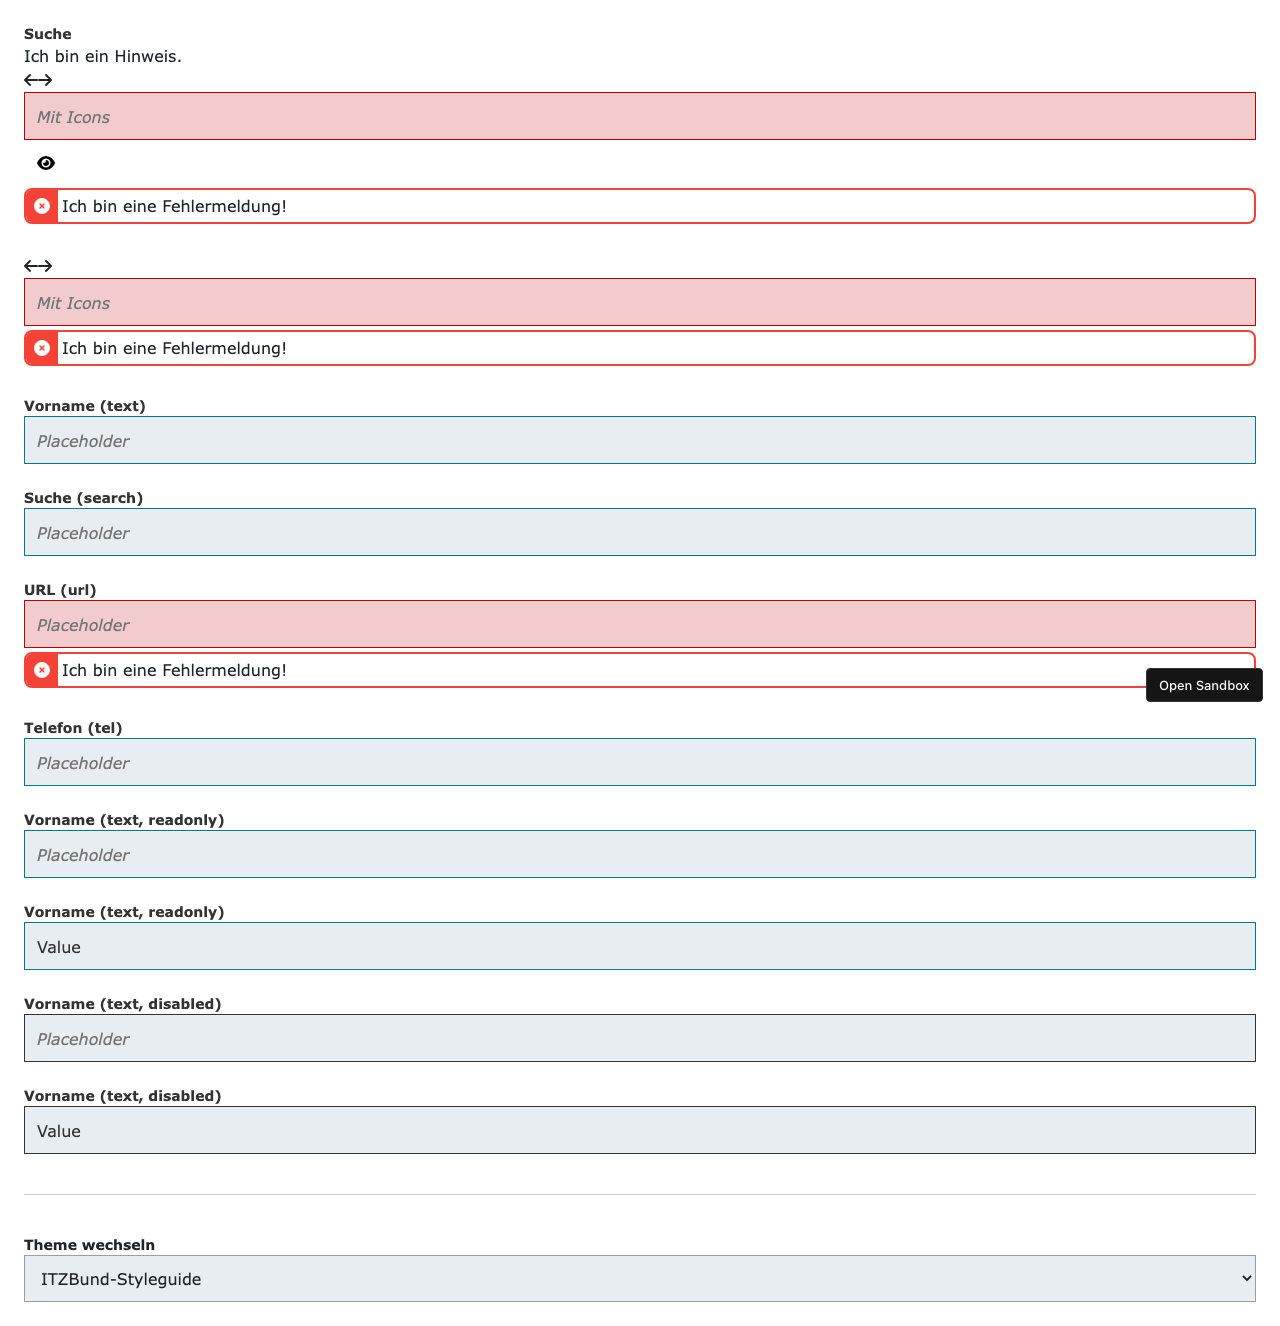 Suche
Ich bin ein Hinweis.
Mit Icons
Ich bin eine Fehlermeldung!
Mit Icons
Ich bin eine Fehlermeldung!
Vorname (text)
Placeholder
Suche (search)
Placeholder
URL (url)
Placeholder
Ich bin eine Fehlermeldung!
Open Sandbox
Telefon (tel)
Placeholder
Vorname (text, readonly)
Placeholder
Vorname (text, readonly)
Value
Vorname (text, disabled)
Placeholder
Vorname (text, disabled)
Value
Theme wechseln
ITZBund-Styleguide